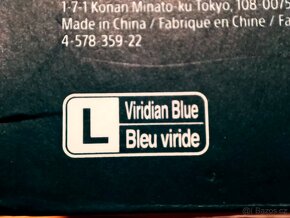 1-7-1 Konan Minato-ku Tokyo, 108-0075
Made in China / Fabriqué en Chine / Fa
4-578-359-22
L
Viridian Blue
Bleu viride